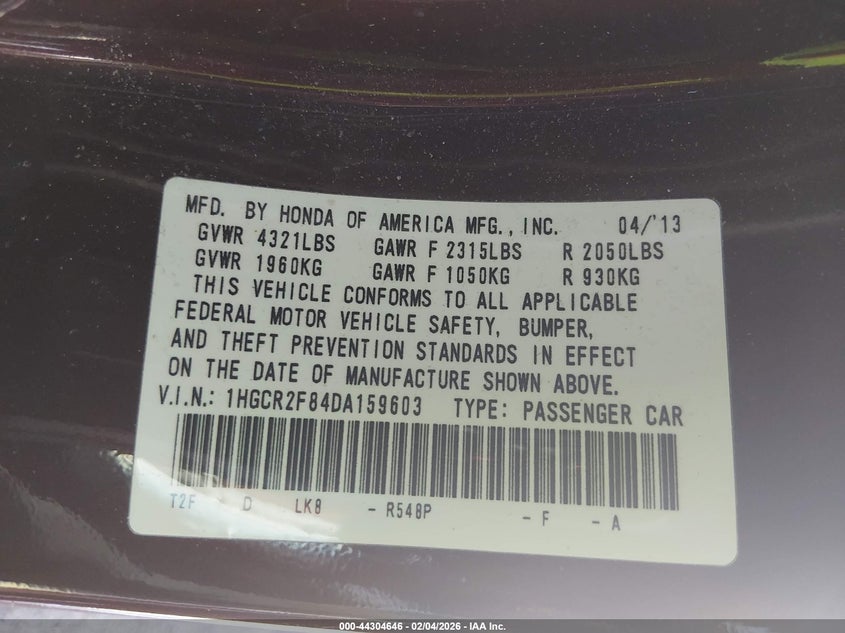 MFD. BY HONDA OF AMERICA MFG., INC. 04/'13
GVWR 4321LBS GAWR F 2315LBS R 2050LBS
GVWR 1960KG GAWR F 1050KG R 930KG
THIS VEHICLE CONFORMS TO ALL APPLICABLE
FEDERAL MOTOR VEHICLE SAFETY, BUMPER,
AND THEFT PREVENTION STANDARDS IN EFFECT
ON THE DATE OF MANUFACTURE SHOWN ABOVE.
V.I.N.: 1HGCR2F84DA159603 TYPE: PASSENGER CAR
T2F D LK8 - R548P - F - A
000-44304646 — 02/04/2026 — IAA Inc.